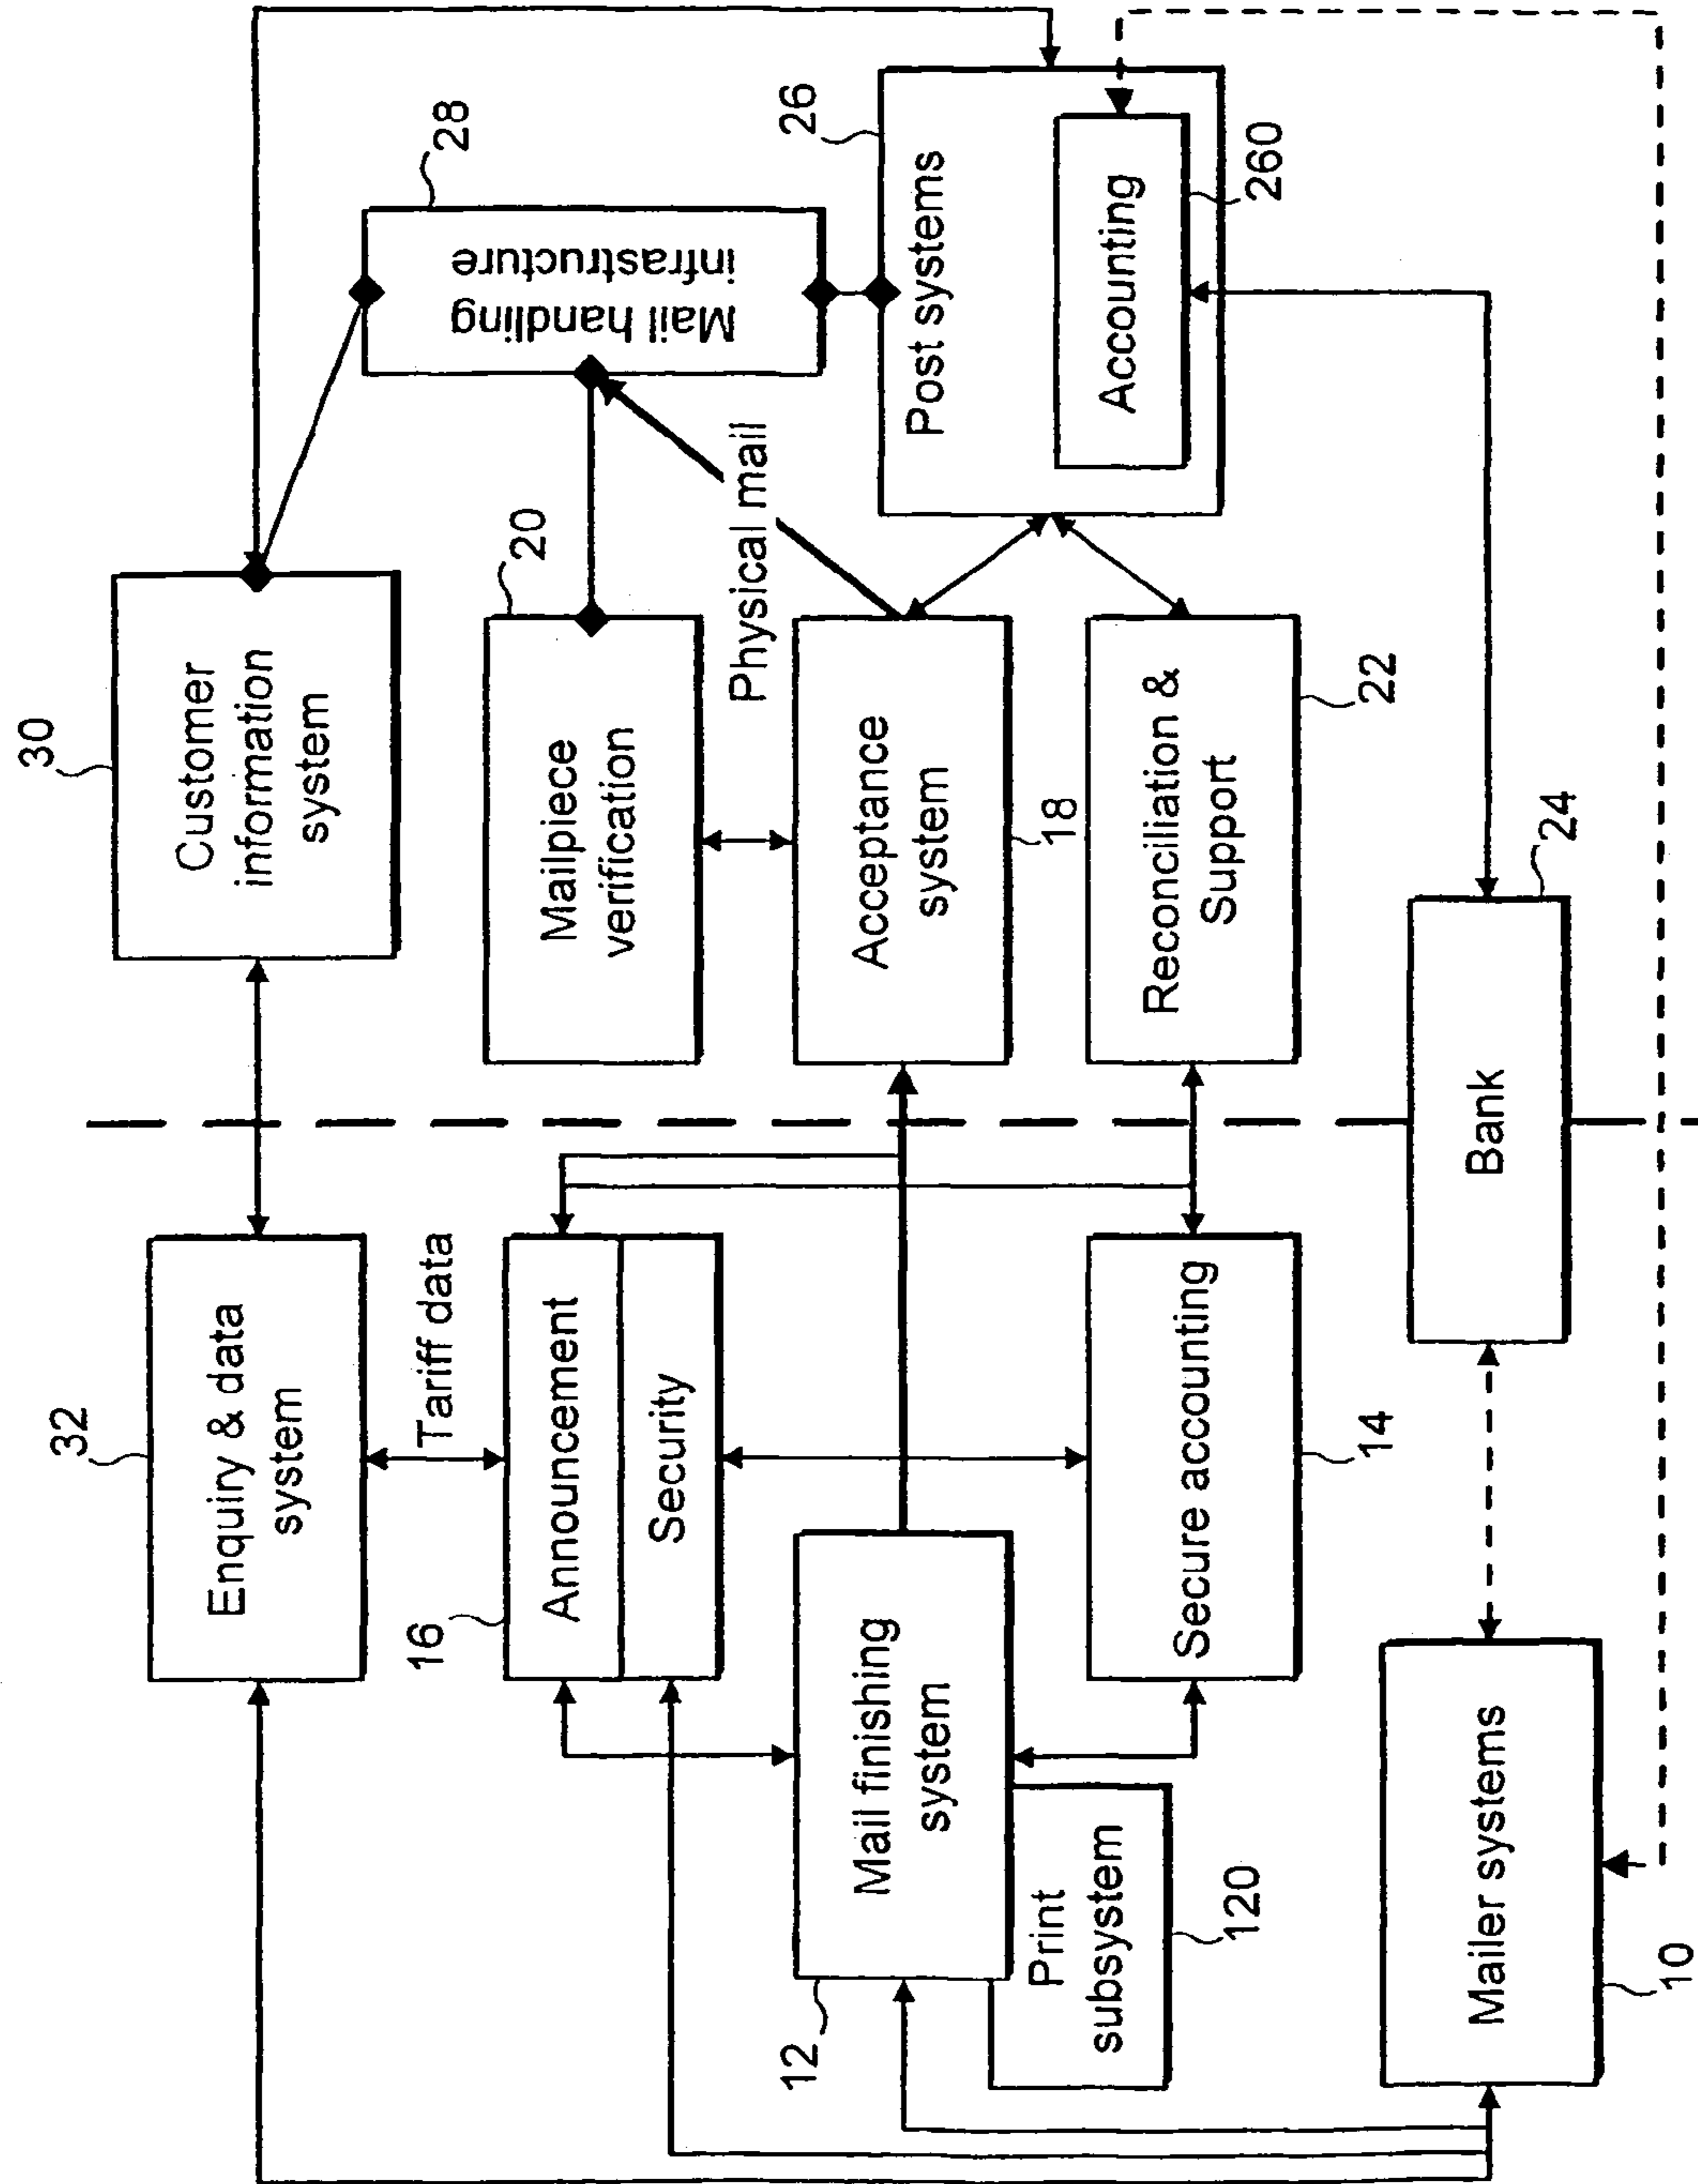 32
Enquiry & data
system
30
Customer
information
system
Tariff data
16
Announcement
Security
20
Mailpiece
verification
28
Mail handling
infrastructure
12
Mail finishing
system
Print
subsystem
120
Acceptance
system
18
Physical mail
26
Post systems
Accounting
260
Secure accounting
14
Reconciliation &
Support
22
Mailer systems
10
Bank
24